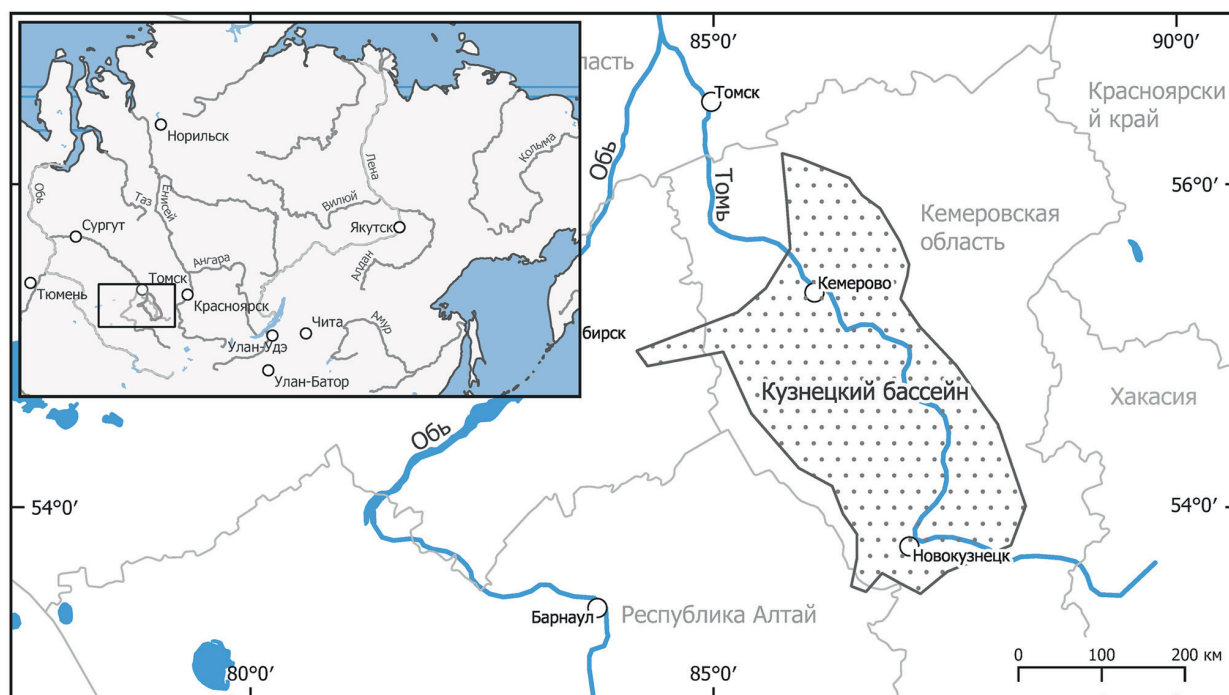 85°0′
90°0′
ласть
Томск
Красноярски
й край
Норильск
Обь
Лена
Колыма
Томь
56°0′
Обь
Таз
Енисей
Вилюй
Кемеровская
область
Сургут
Якутск
Ангара
Алдан
Томск
Кемерово
Тюмень
Красноярск
Чита
Амур
Улан-Удэ
бирск
Улан-Батор
Кузнецкий бассейн
Хакасия
Обь
54°0′
54°0′
Новокузнецк
Барнаул
Республика Алтай
0 100 200 км
80°0′
85°0′